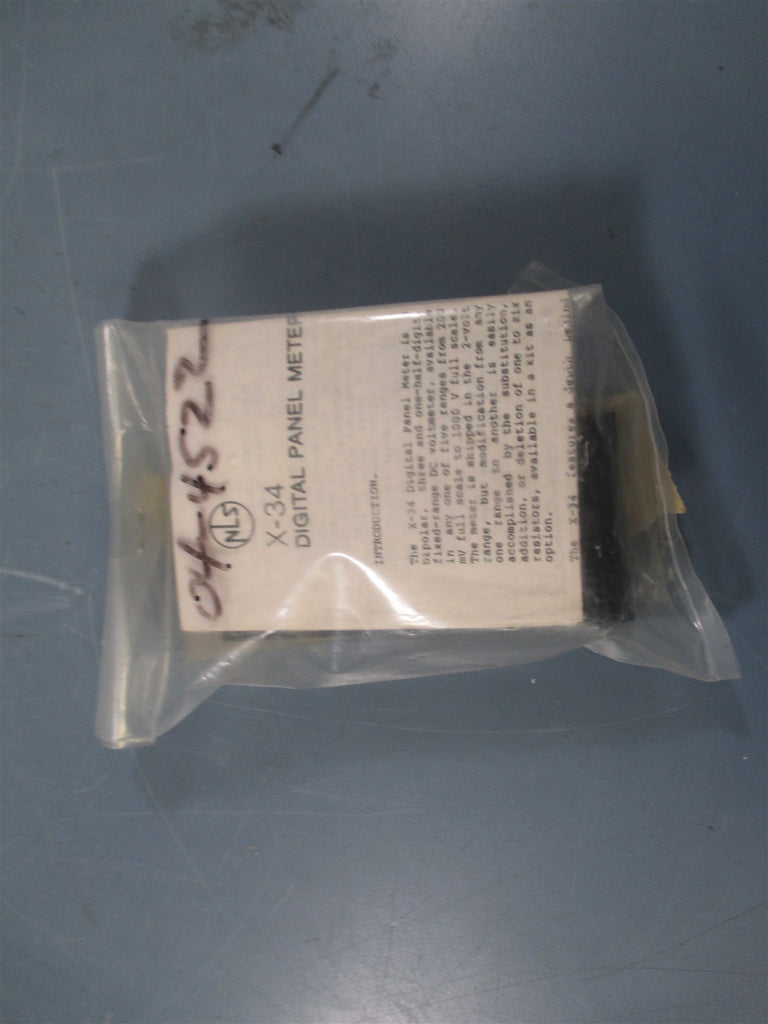 04-4522
NLS
X-34
DIGITAL PANEL METER
INTRODUCTION.
The X-34 Digital Panel Meter is
bipolar, three and one-half-digit,
fixed-range DC voltmeter, available
in any one of five ranges from 200
mV full scale to 1000 V full scale.
The meter is shipped in the 2-volt
range, but modification from any
one range to another is easily
accomplished by the substitution,
addition, or deletion of one to six
resistors, available in a kit as an
option.
The X-34 features a